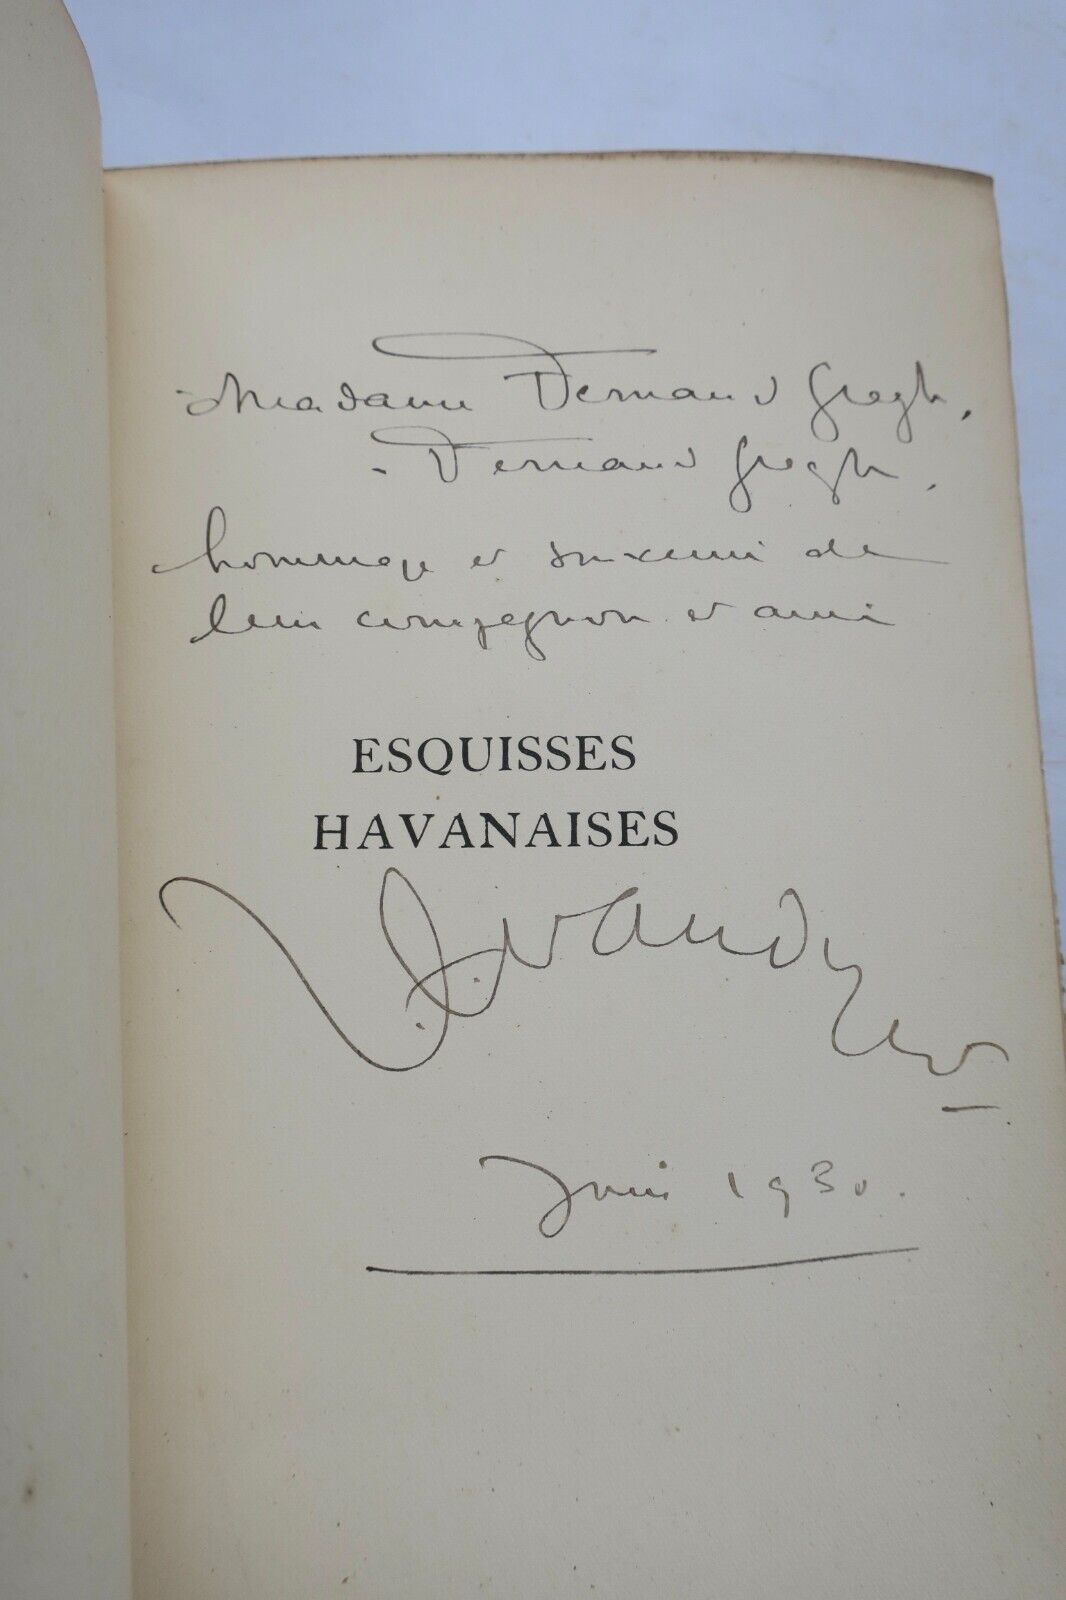 Madame Fernand Gregh,
- Fernand Gregh.
hommage et souvenir de
leur compagnon et ami
ESQUISSES
HAVANAISES
Juin 1930.